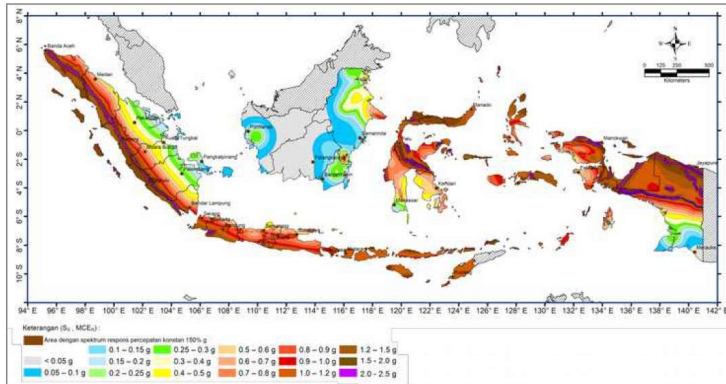 8°N
6°N
4°N
2°N
0°
2°S
4°S
6°S
8°S
10°S
94°E 96°E 98°E 100°E 102°E 104°E 106°E 108°E 110°E 112°E 114°E 116°E 118°E 120°E 122°E 124°E 126°E 128°E 130°E 132°E 134°E 136°E 138°E 140°E 142°E
N
W E
S
0 125 250 500
Kilometers
Banda Aceh
Medan
Manado
Pontianak
Samarinda
Palu
Manokwari
Jayapura
Pangkalpinang
Palembang
Bandar Lampung
Serang
Makassar
Kendari
Merauke
Keterangan (S₁, MCEᵣ) :
Area dengan spektrum respons percepatan konstan 150% g
< 0.05 g 0.1 – 0.15 g 0.25 – 0.3 g 0.5 – 0.6 g 0.8 – 0.9 g 1.2 – 1.5 g
0.15 – 0.2 g 0.3 – 0.4 g 0.6 – 0.7 g 0.9 – 1.0 g 1.5 – 2.0 g
0.05 – 0.1 g 0.2 – 0.25 g 0.4 – 0.5 g 0.7 – 0.8 g 1.0 – 1.2 g 2.0 – 2.5 g